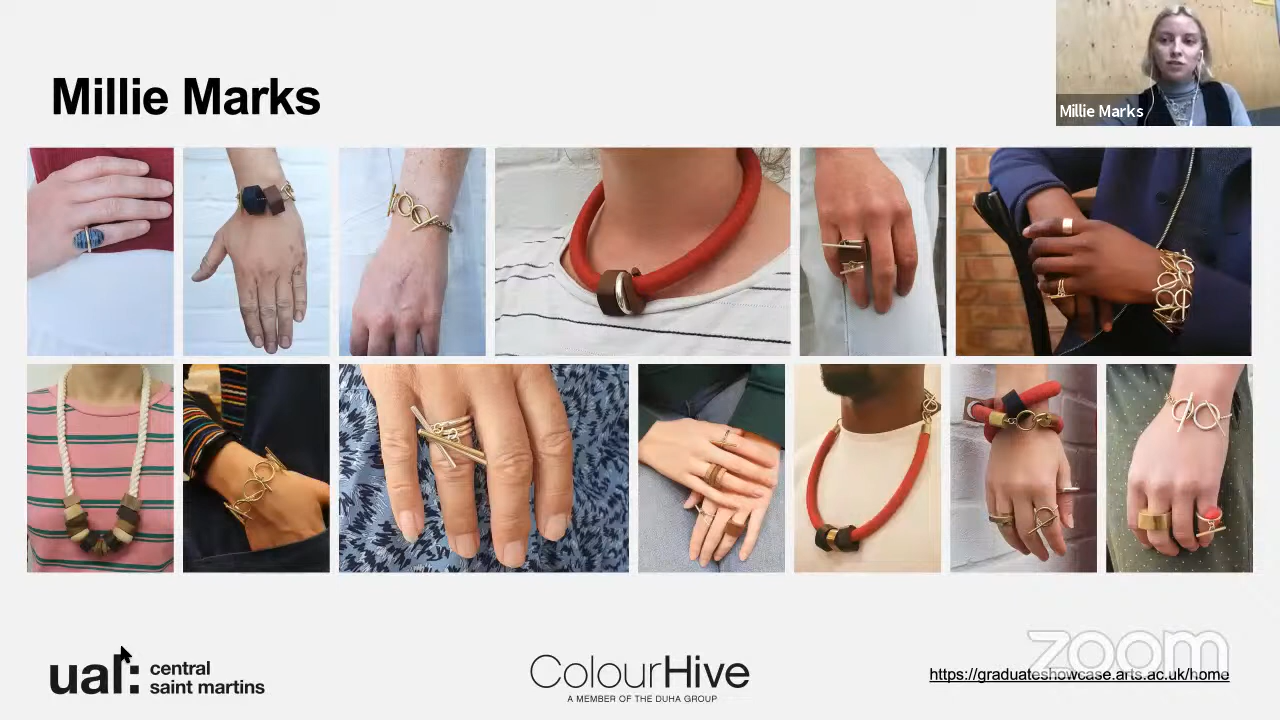 Millie Marks
Millie Marks
ual: central
saint martins
ColourHive
A MEMBER OF THE DUHA GROUP
zoom
https://graduateshowcase.arts.ac.uk/home